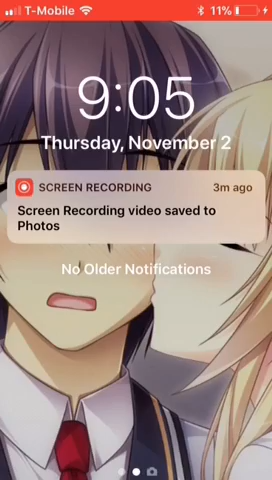 T-Mobile 11%
9:05
Thursday, November 2
SCREEN RECORDING 3m ago
Screen Recording video saved to
Photos
No Older Notifications